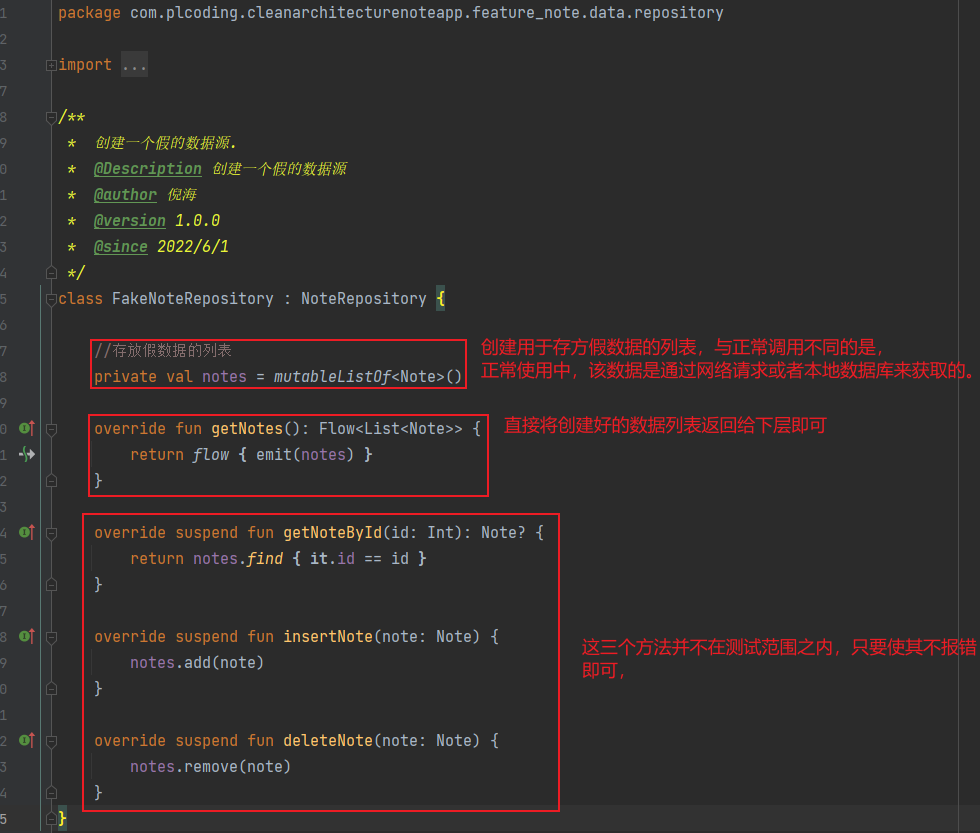 package com.plcoding.cleanarchitecturenoteapp.feature_note.data.repository
import ...
/**
* 创建一个假的数据源.
* @Description 创建一个假的数据源
* @author 倪海
* @version 1.0.0
* @since 2022/6/1
*/
class FakeNoteRepository : NoteRepository {
//存放假数据的列表
private val notes = mutableListOf<Note>()
创建用于存方假数据的列表，与正常调用不同的是，
正常使用中，该数据是通过网络请求或者本地数据库来获取的。
override fun getNotes(): Flow<List<Note>> {
return flow { emit(notes) }
}
直接将创建好的数据列表返回给下层即可
override suspend fun getNoteById(id: Int): Note? {
return notes.find { it.id == id }
}
override suspend fun insertNote(note: Note) {
notes.add(note)
}
override suspend fun deleteNote(note: Note) {
notes.remove(note)
}
这三个方法并不在测试范围之内，只要使其不报错
即可，
}